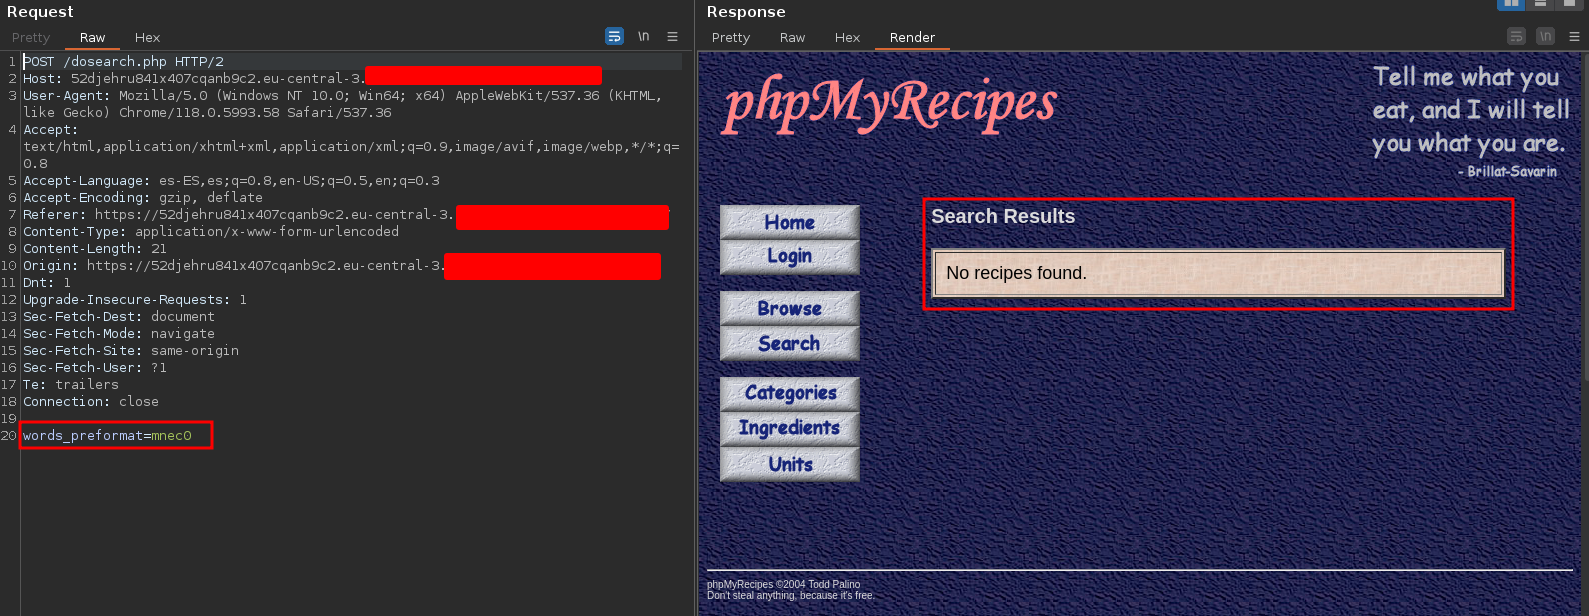 Request
Pretty Raw Hex
\n
1 POST /dosearch.php HTTP/2
2 Host: 52djehru841x407cqanb9c2.eu-central-3.
3 User-Agent: Mozilla/5.0 (Windows NT 10.0; Win64; x64) AppleWebKit/537.36 (KHTML,
like Gecko) Chrome/118.0.5993.58 Safari/537.36
4 Accept:
text/html,application/xhtml+xml,application/xml;q=0.9,image/avif,image/webp,*/*;q=
0.8
5 Accept-Language: es-ES,es;q=0.8,en-US;q=0.5,en;q=0.3
6 Accept-Encoding: gzip, deflate
7 Referer: https://52djehru841x407cqanb9c2.eu-central-3.
8 Content-Type: application/x-www-form-urlencoded
9 Content-Length: 21
10 Origin: https://52djehru841x407cqanb9c2.eu-central-3.
11 Dnt: 1
12 Upgrade-Insecure-Requests: 1
13 Sec-Fetch-Dest: document
14 Sec-Fetch-Mode: navigate
15 Sec-Fetch-Site: same-origin
16 Sec-Fetch-User: ?1
17 Te: trailers
18 Connection: close
19
20 words_preformat=mnecO
Response
Pretty Raw Hex Render
\n
phpMyRecipes
Tell me what you
eat, and I will tell
you what you are.
- Brillat-Savarin
Home
Login
Browse
Search
Categories
Ingredients
Units
Search Results
No recipes found.
phpMyRecipes ©2004 Todd Palino
Don't steal anything, because it's free.